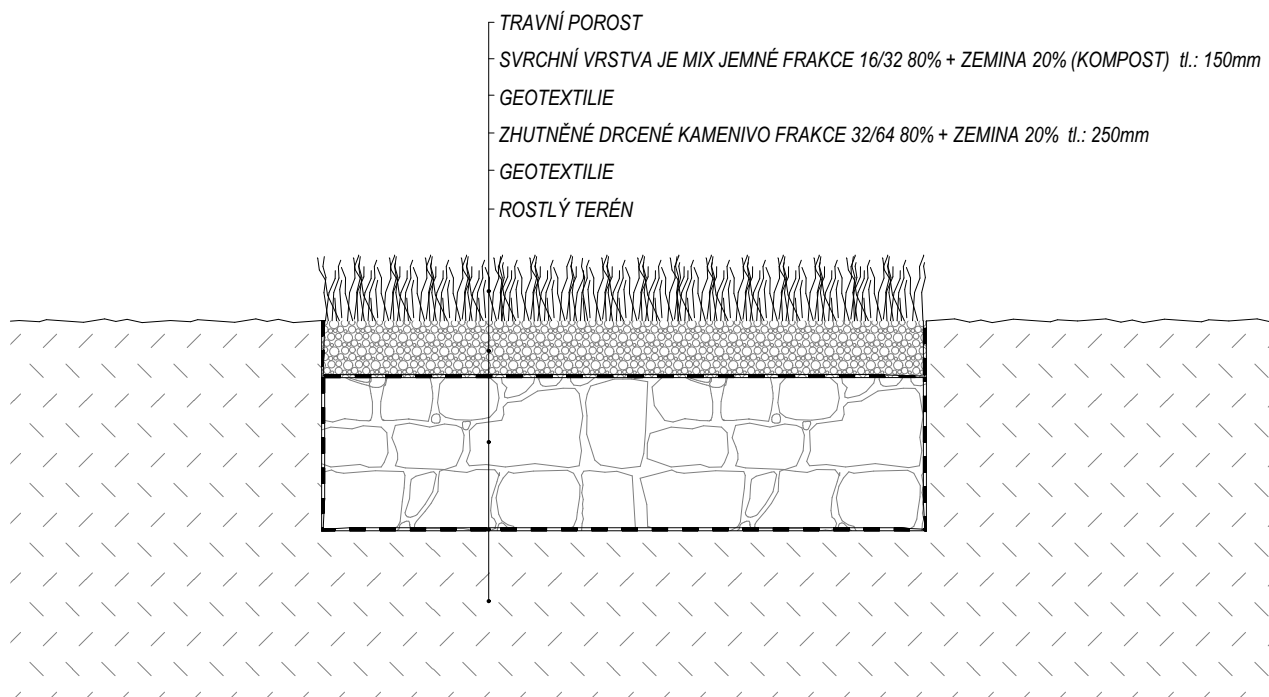 TRAVNÍ POROST
SVRCHNÍ VRSTVA JE MIX JEMNÉ FRAKCE 16/32 80% + ZEMINA 20% (KOMPOST) tl.: 150mm
GEOTEXTILIE
ZHUTNĚNÉ DRCENÉ KAMENIVO FRAKCE 32/64 80% + ZEMINA 20% tl.: 250mm
GEOTEXTILIE
ROSTLÝ TERÉN